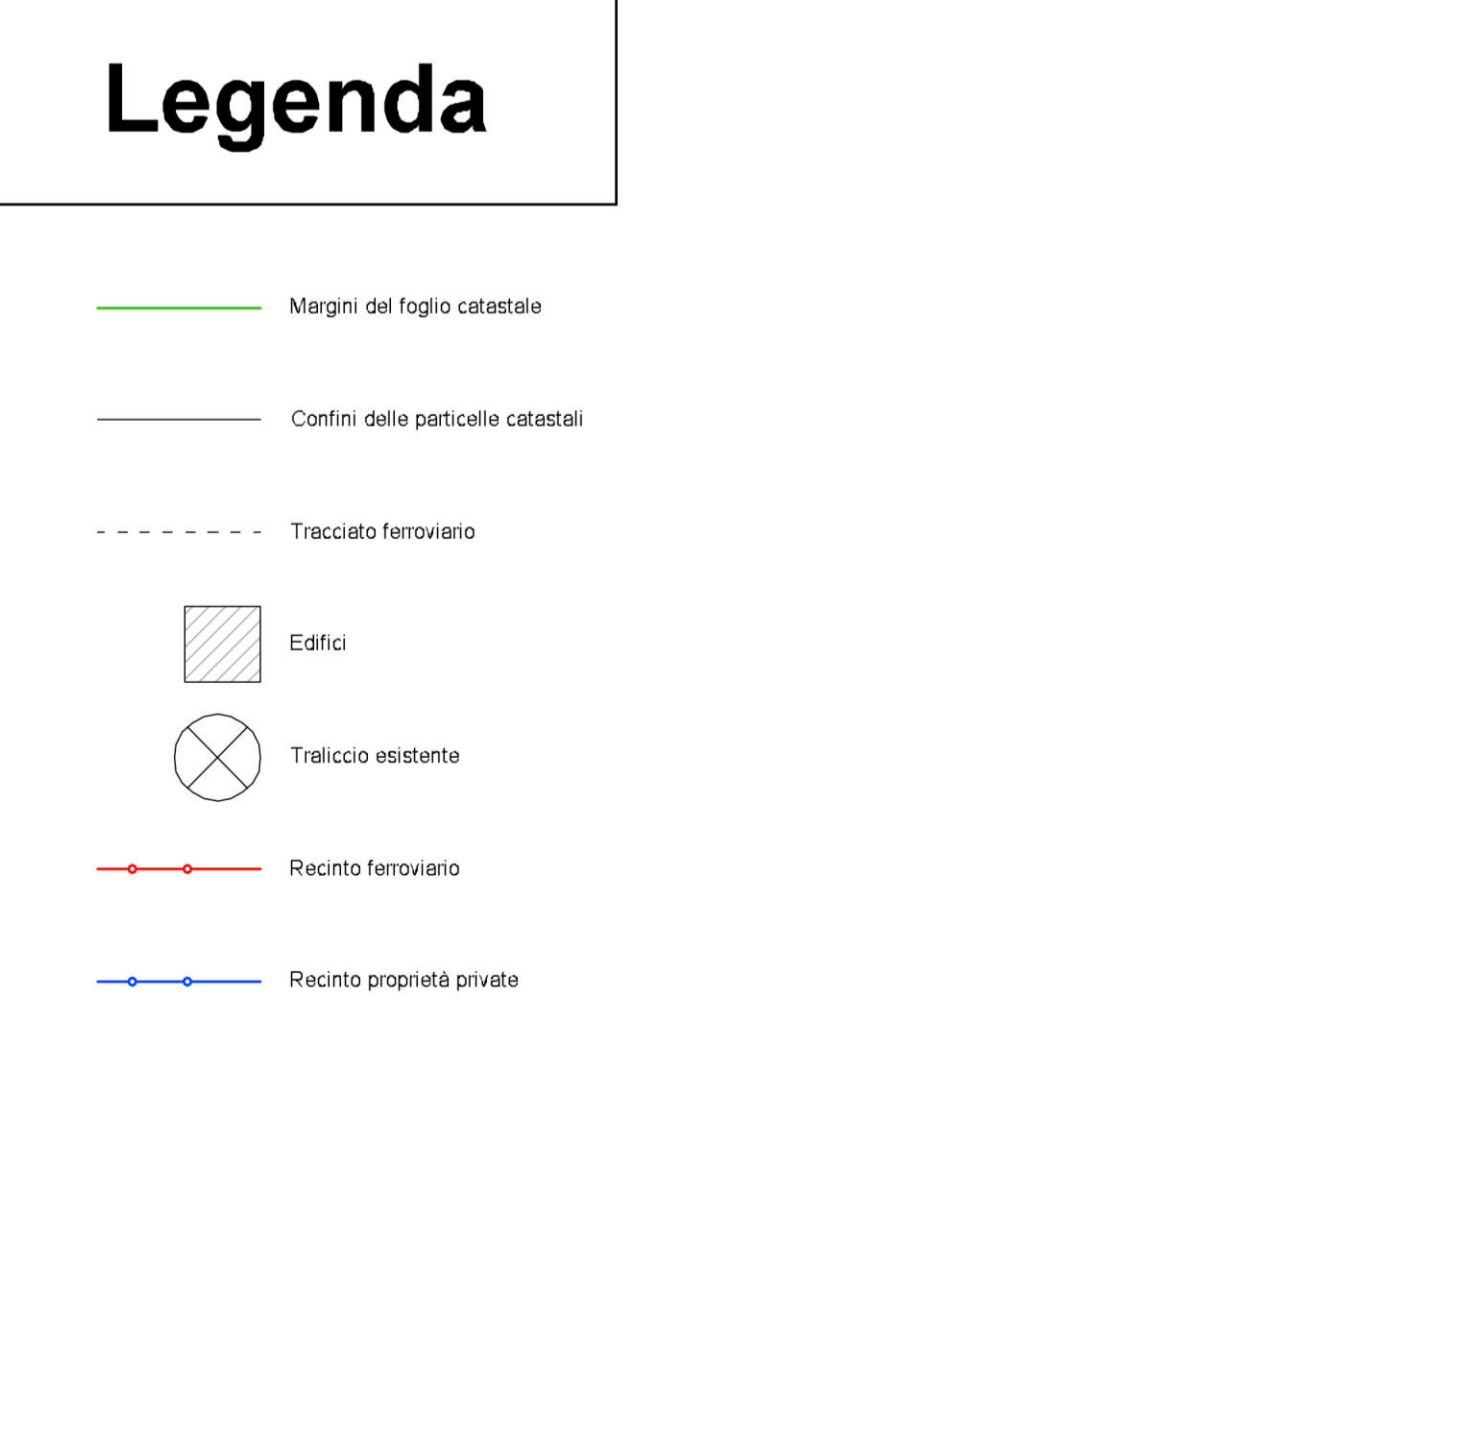 Legenda
Margini del foglio catastale
Confini delle particelle catastali
Tracciato ferroviario
Edifici
Traliccio esistente
Recinto ferroviario
Recinto proprietà private